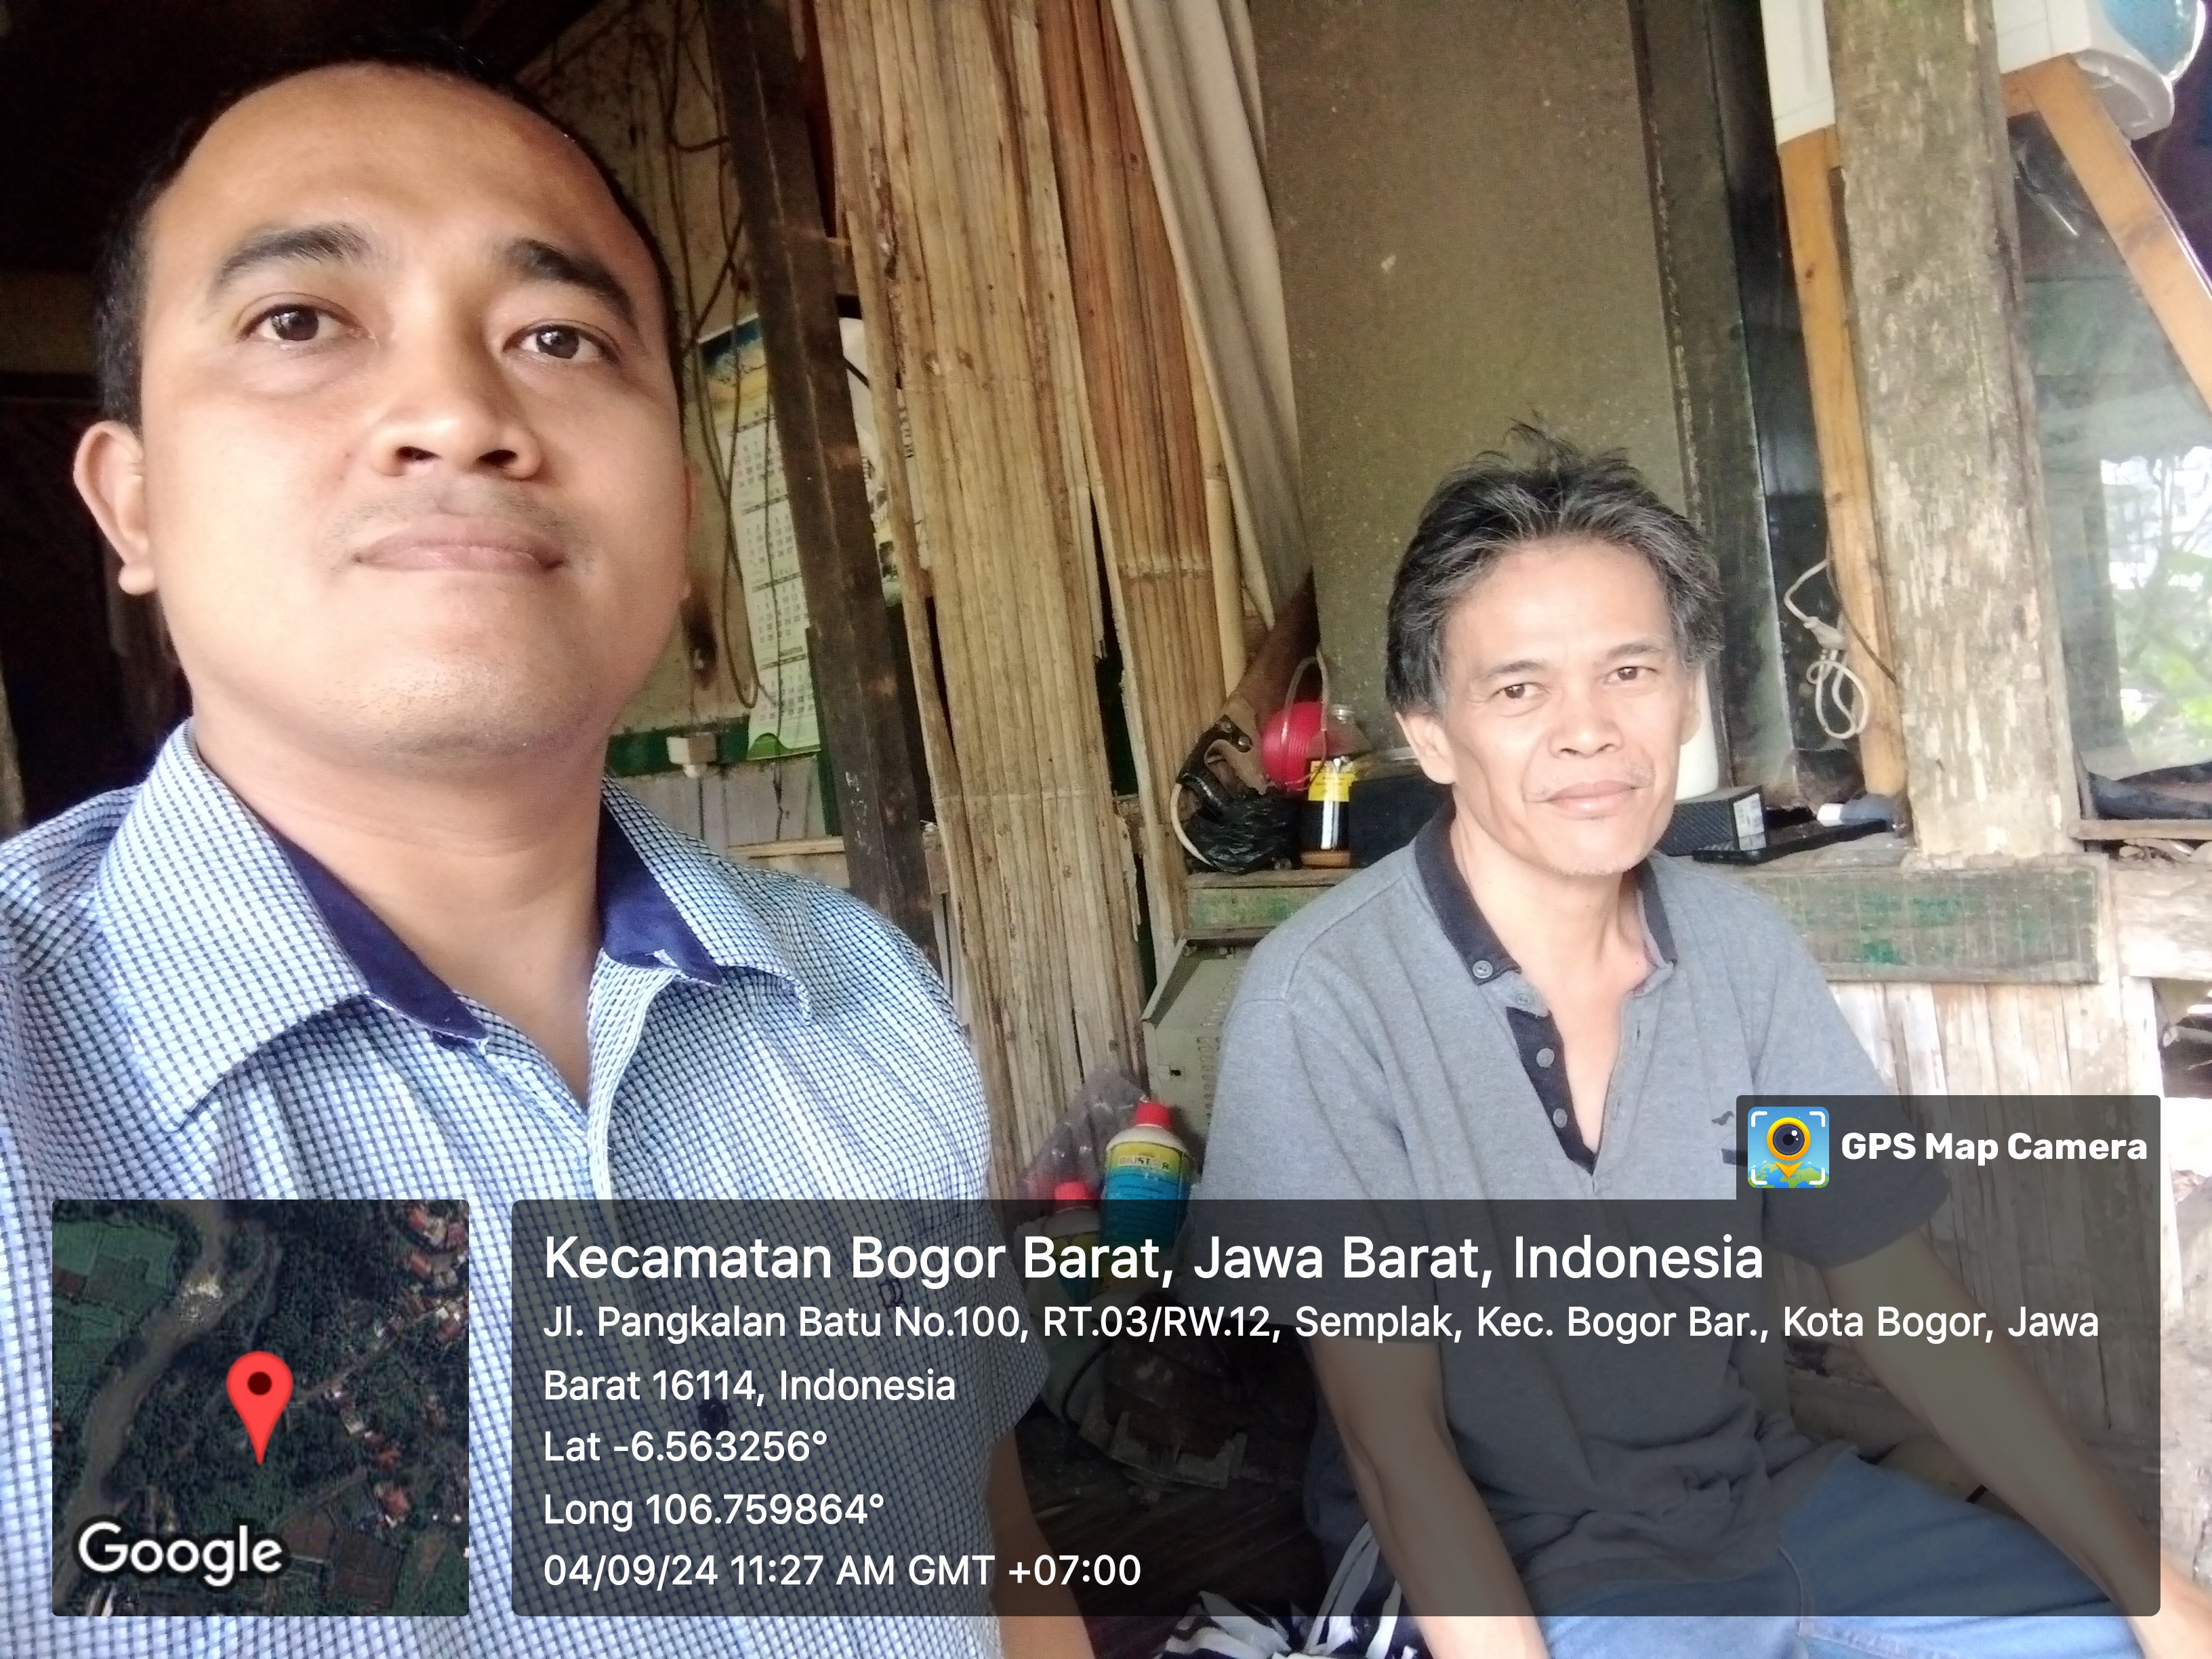 GPS Map Camera
Kecamatan Bogor Barat, Jawa Barat, Indonesia
Jl. Pangkalan Batu No.100, RT.03/RW.12, Semplak, Kec. Bogor Bar., Kota Bogor, Jawa
Barat 16114, Indonesia
Lat -6.563256°
Long 106.759864°
04/09/24 11:27 AM GMT +07:00
Google